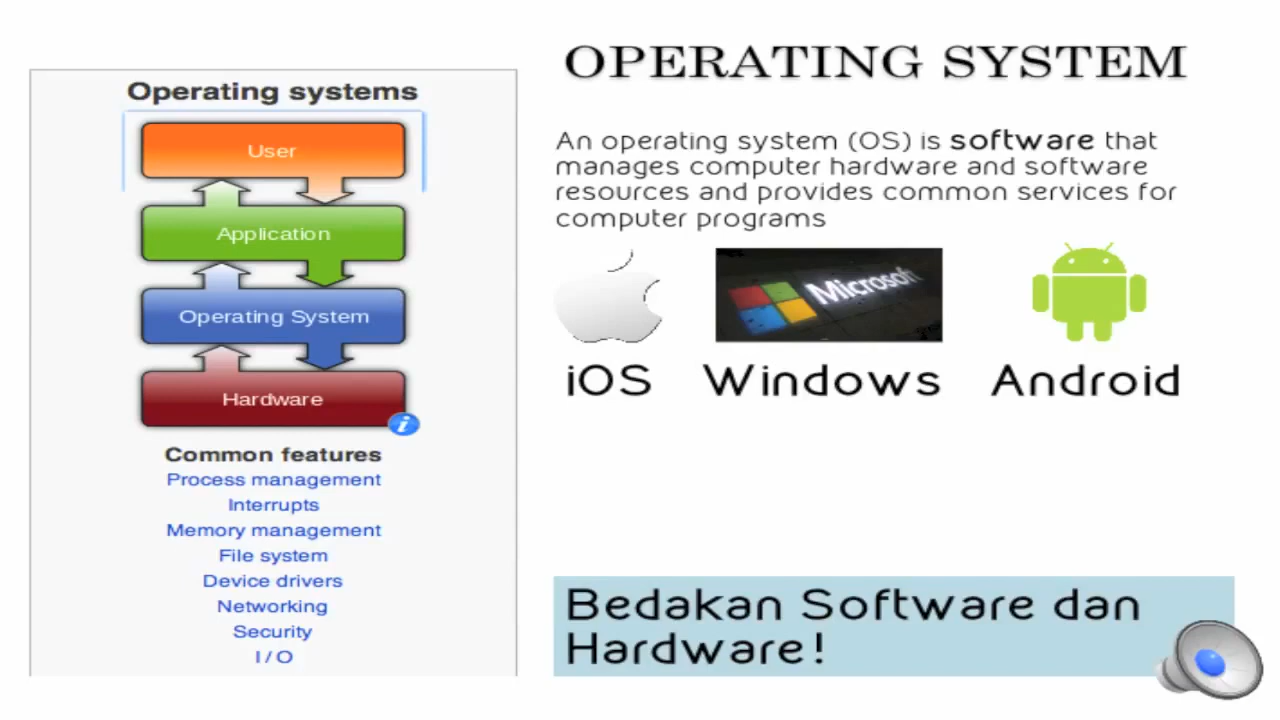 Operating systems
User
Application
Operating System
Hardware
i
Common features
Process management
Interrupts
Memory management
File system
Device drivers
Networking
Security
I / O
OPERATING SYSTEM
An operating system (OS) is software that
manages computer hardware and software
resources and provides common services for
computer programs
Microsoft
iOS
Windows
Android
Bedakan Software dan
Hardware!